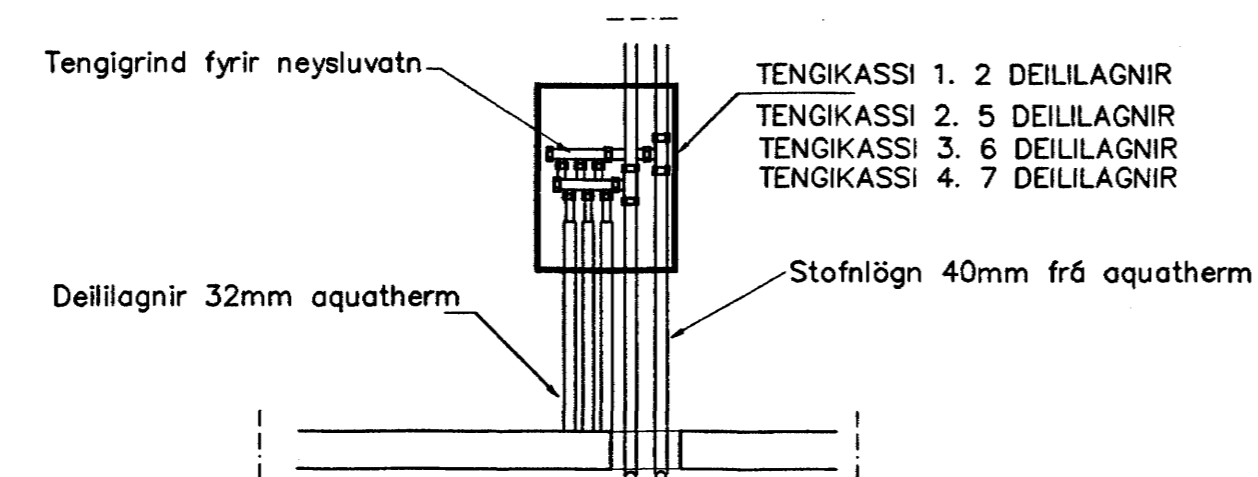 Tengigrind fyrir neysluvatn
TENGIKASSI 1. 2 DEILILAGNIR
TENGIKASSI 2. 5 DEILILAGNIR
TENGIKASSI 3. 6 DEILILAGNIR
TENGIKASSI 4. 7 DEILILAGNIR
Stofnlögn 40mm frá aquatherm
Deililagnir 32mm aquatherm